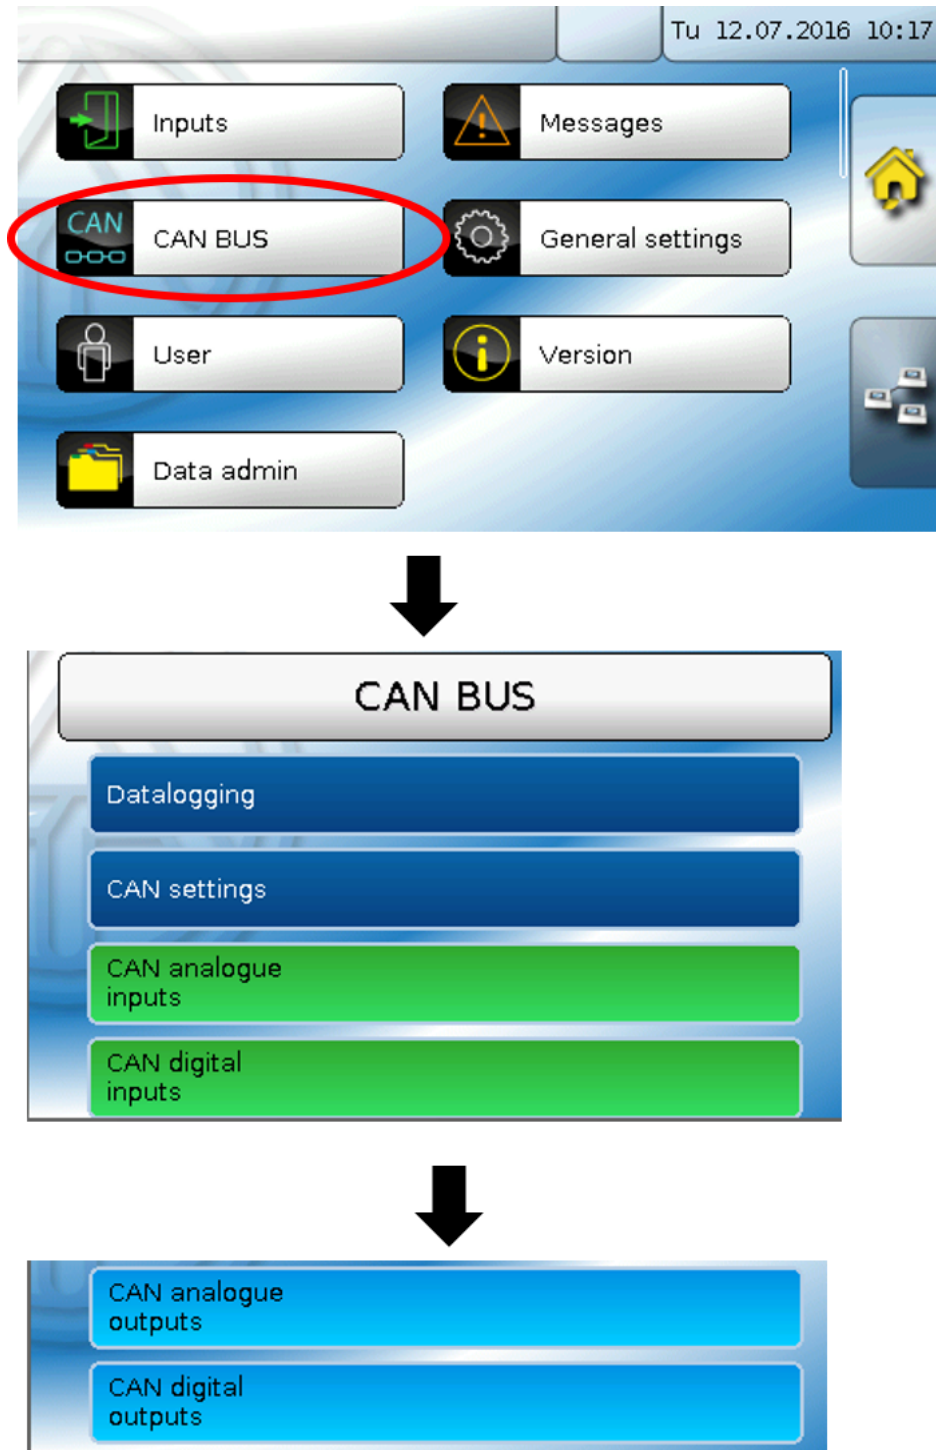 Tu 12.07.2016 10:17
Inputs
Messages
CAN
CAN BUS
General settings
User
Version
Data admin
CAN BUS
Datalogging
CAN settings
CAN analogue
inputs
CAN digital
inputs
CAN analogue
outputs
CAN digital
outputs